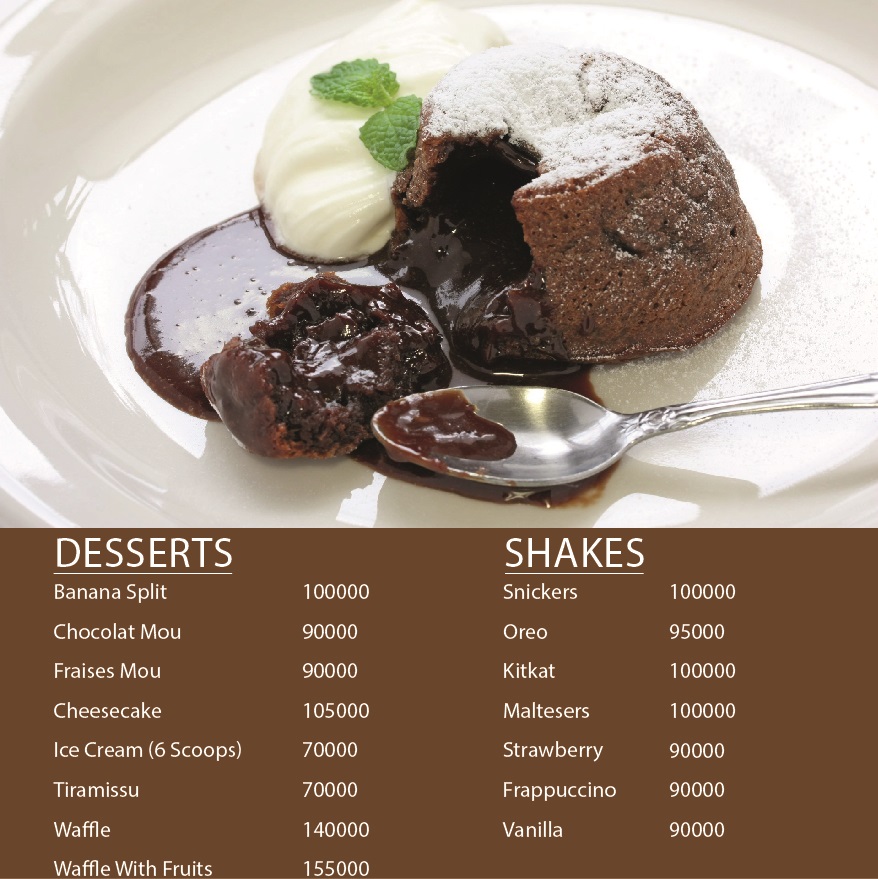 DESSERTS
Banana Split 100000
Chocolat Mou 90000
Fraises Mou 90000
Cheesecake 105000
Ice Cream (6 Scoops) 70000
Tiramissu 70000
Waffle 140000
Waffle With Fruits 155000
SHAKES
Snickers 100000
Oreo 95000
Kitkat 100000
Maltesers 100000
Strawberry 90000
Frappuccino 90000
Vanilla 90000